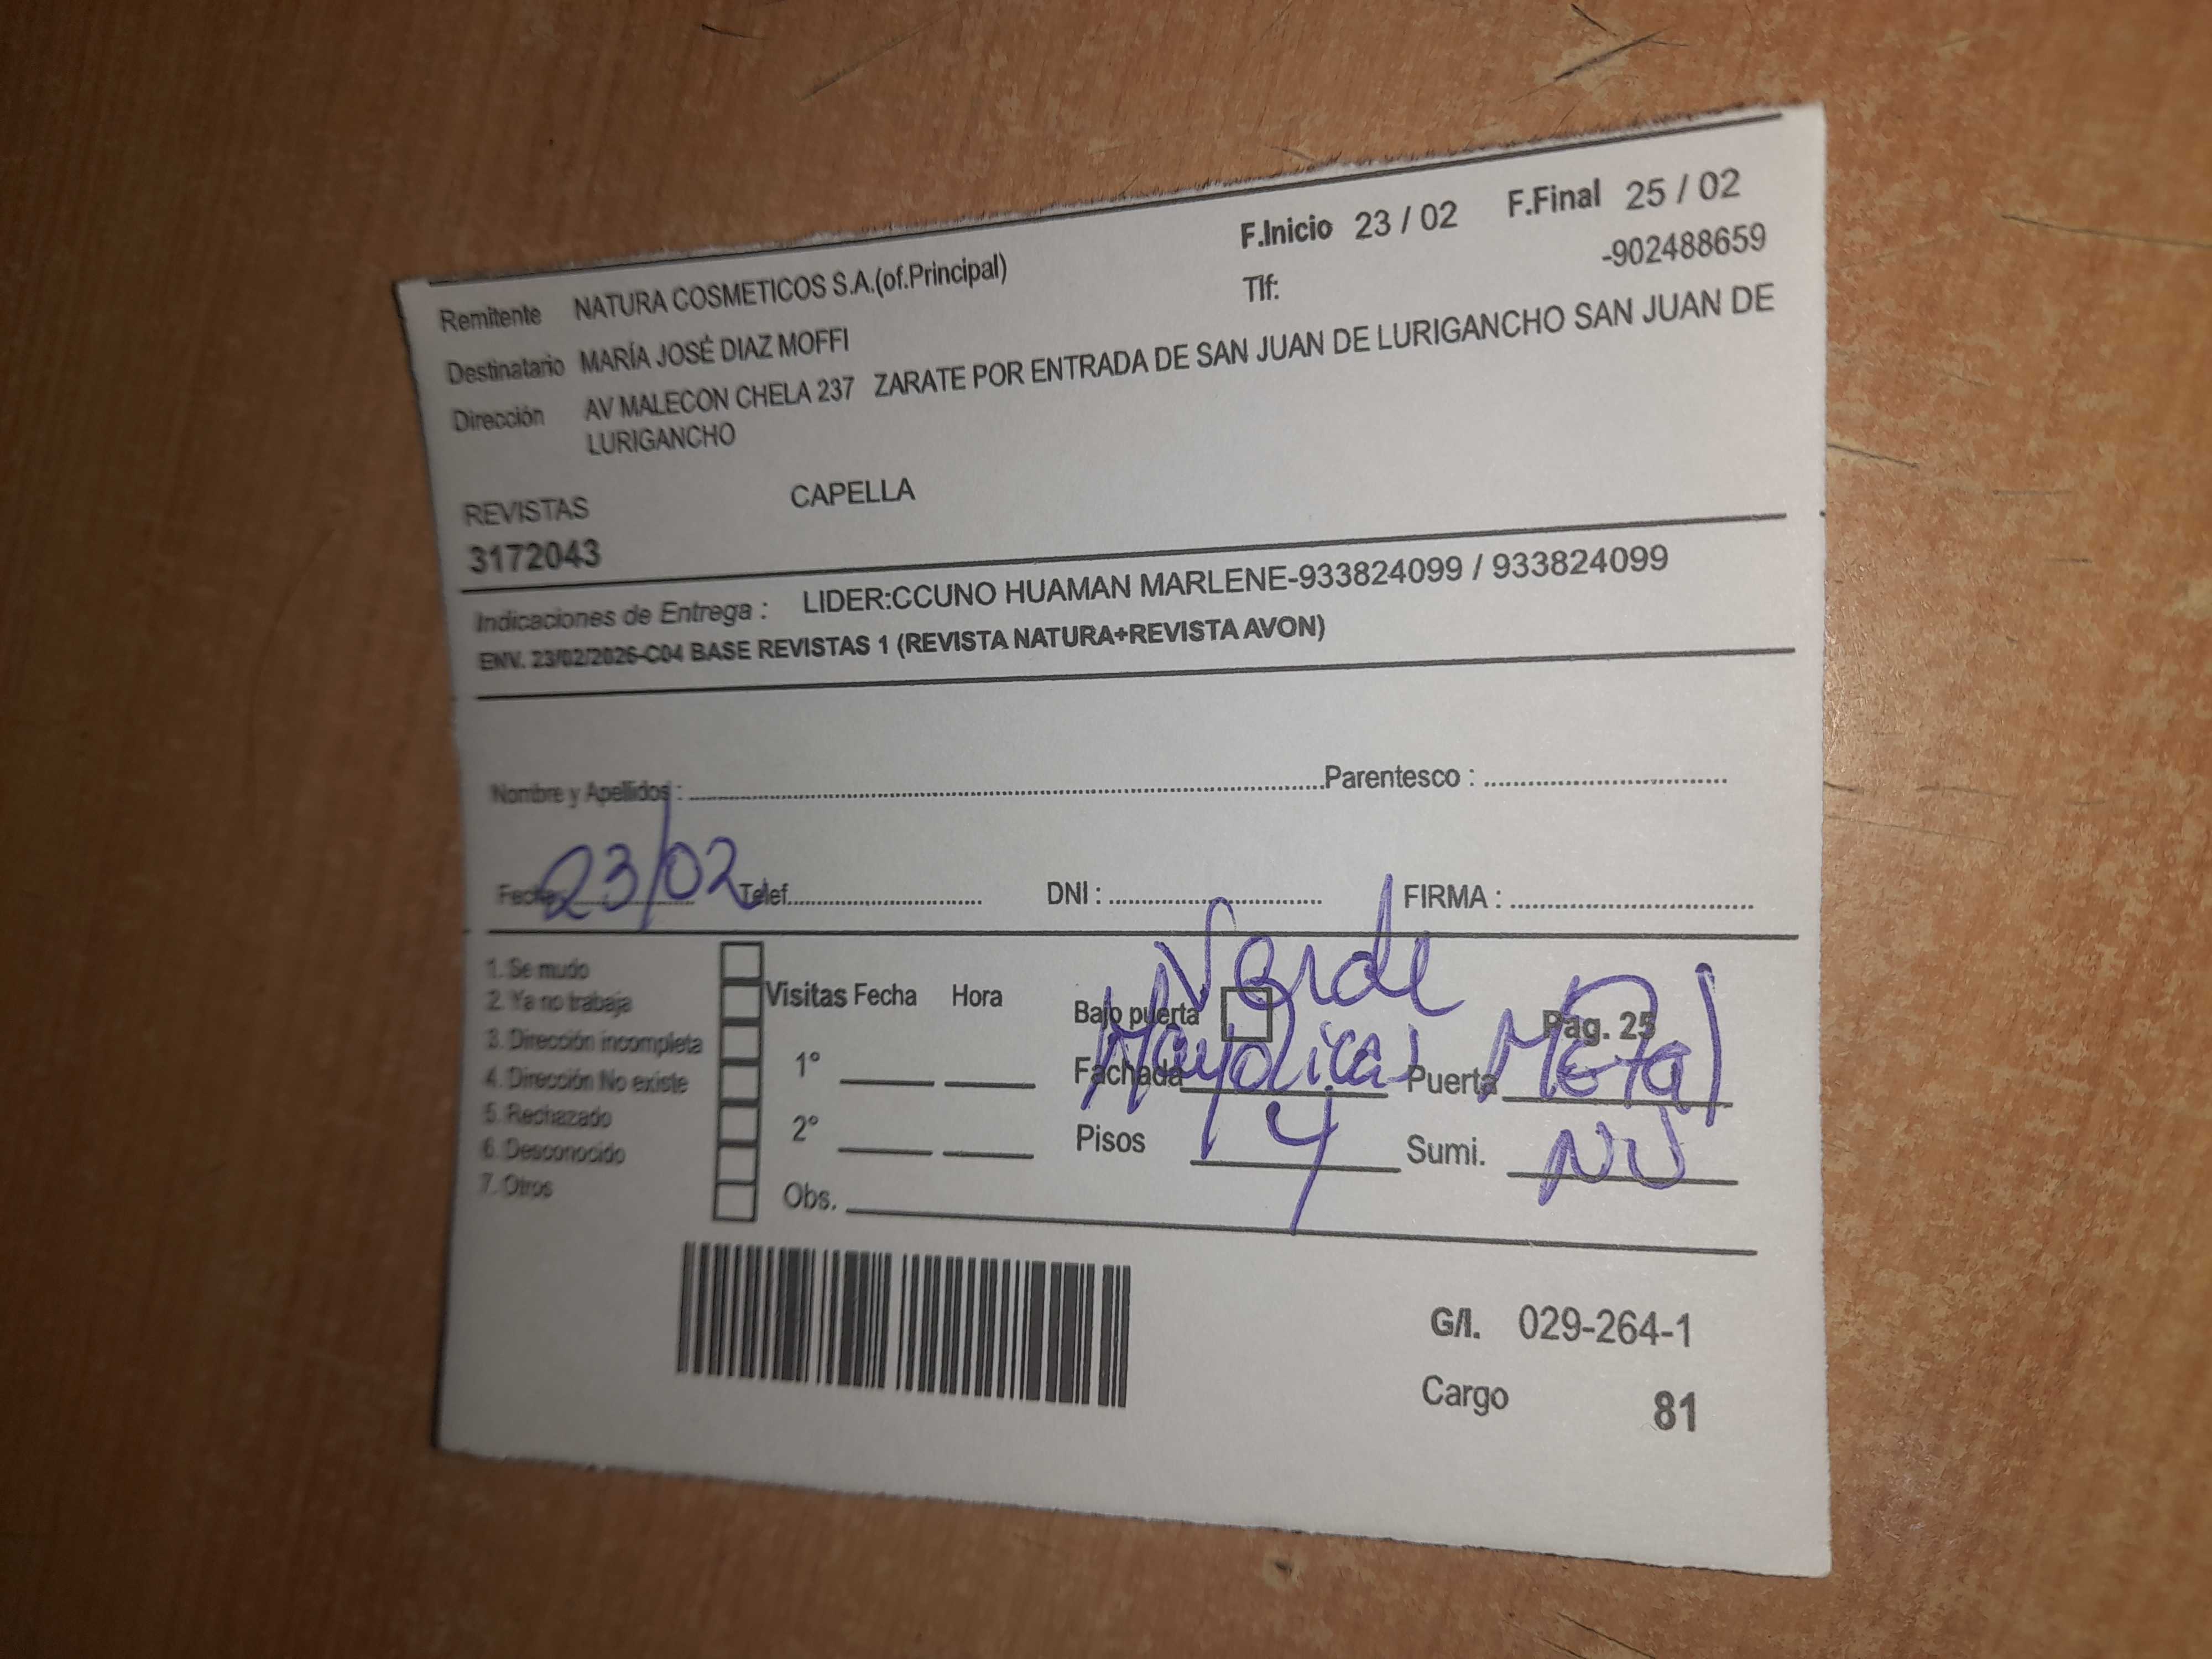 F.Inicio 23 / 02 F.Final 25 / 02
Remitente NATURA COSMETICOS S.A.(of.Principal) Tlf: -902488659
Destinatario MARÍA JOSÉ DIAZ MOFFI
Dirección AV MALECON CHELA 237 ZARATE POR ENTRADA DE SAN JUAN DE LURIGANCHO SAN JUAN DE
LURIGANCHO
REVISTAS CAPELLA
3172043
Indicaciones de Entrega : LIDER:CCUNO HUAMAN MARLENE-933824099 / 933824099
ENV. 23/02/2026-C04 BASE REVISTAS 1 (REVISTA NATURA+REVISTA AVON)
Nombre y Apellidos : Parentesco :
Fecha 23/02 Telef. DNI : FIRMA :
1. Se mudo
2. Ya no trabaja
3. Dirección incompleta
4. Dirección No existe
5. Rechazado
6. Desconocido
7. Otros
Visitas Fecha Hora
1°
2°
Obs.
Verde
Bajo puerta Pag. 25
Fachada Mayolicas Puerta Metal
Pisos 4 Sumi.
G/I. 029-264-1
Cargo 81